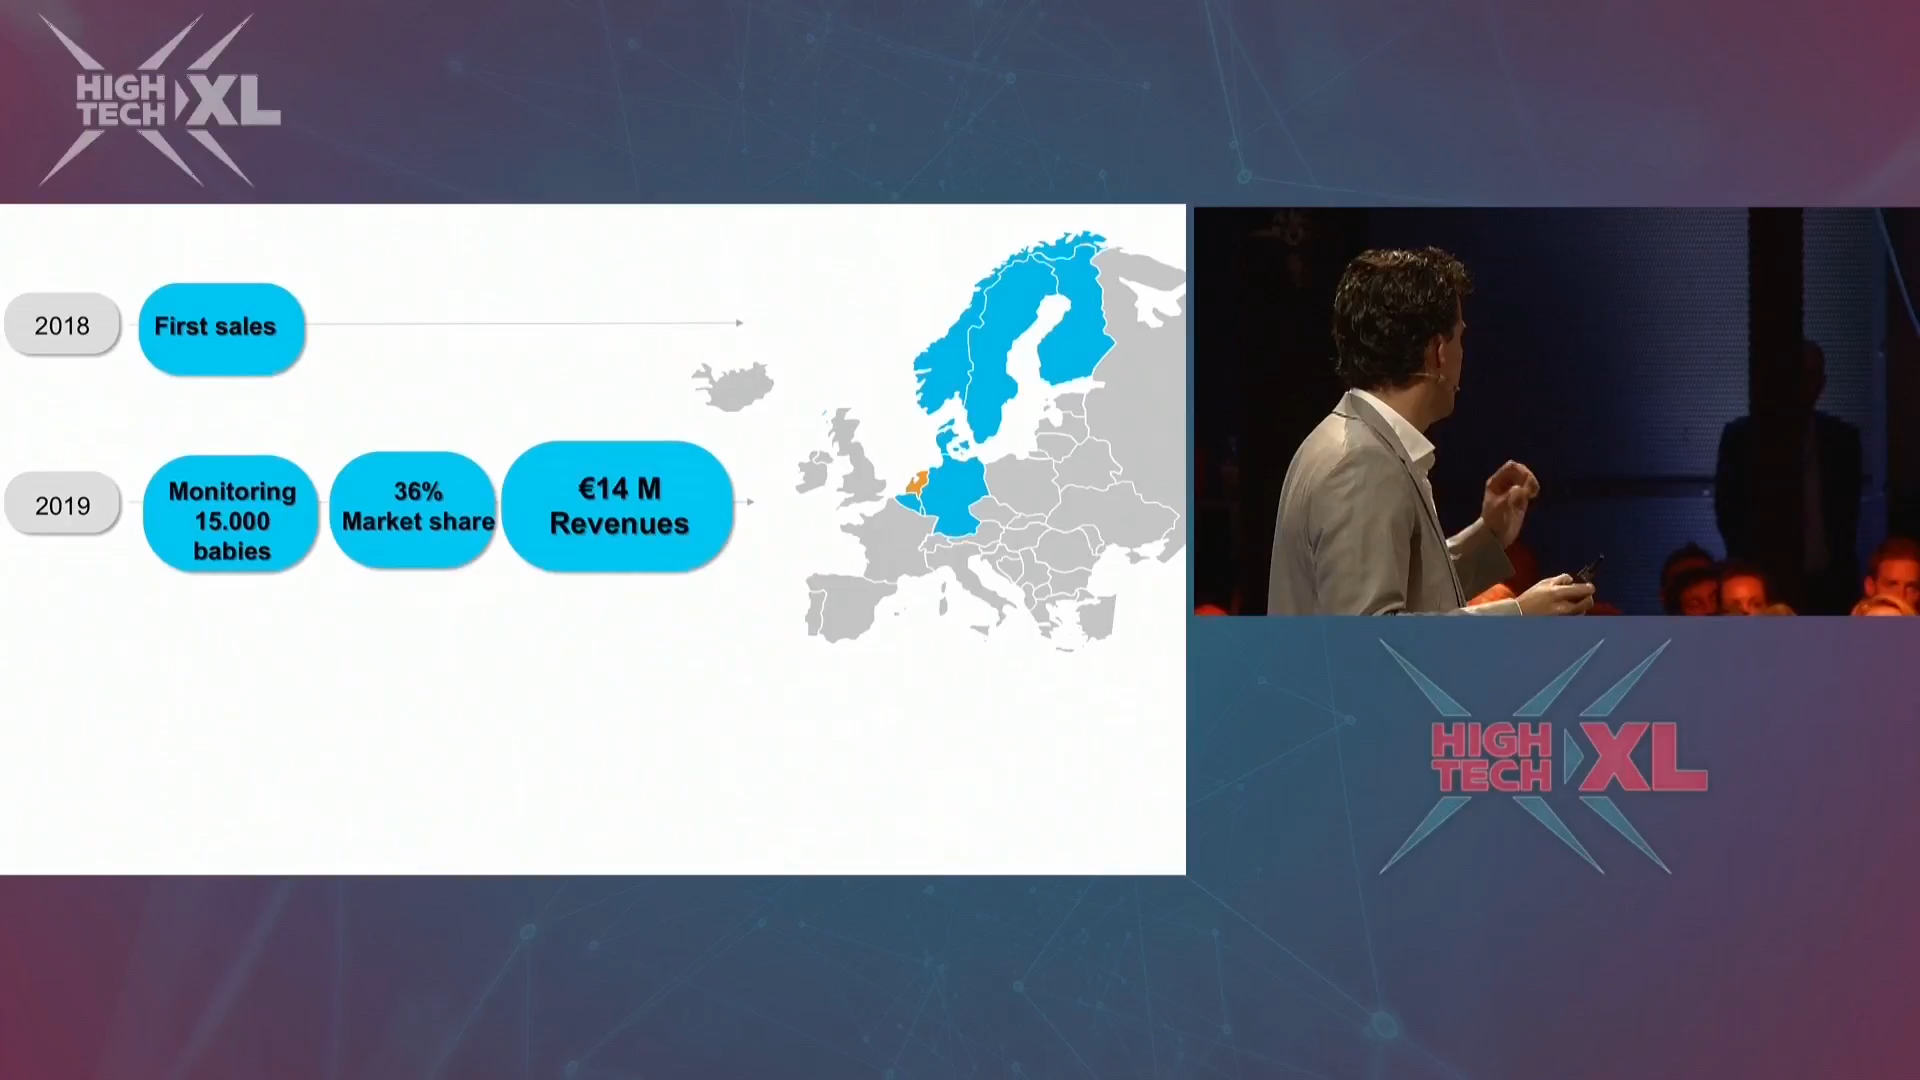 HIGH
TECH XL
2018
First sales
2019
Monitoring
15.000
babies
36%
Market share
€14 M
Revenues
HIGH
TECH XL